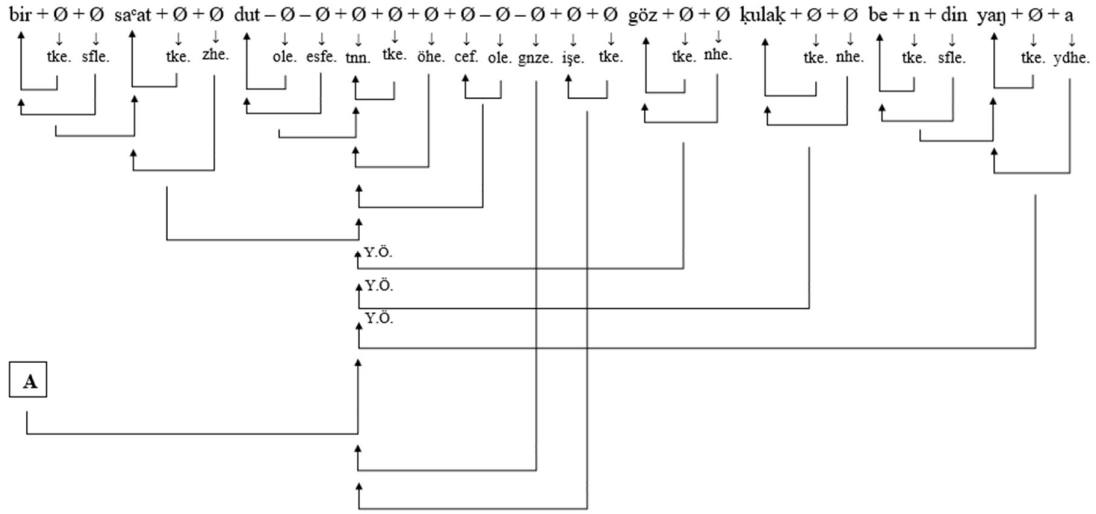 bir + Ø + Ø saᶜat + Ø + Ø dut – Ø – Ø + Ø + Ø + Ø + Ø – Ø – Ø + Ø + Ø göz + Ø + Ø ḳulaḳ + Ø + Ø be + n + din yaŋ + Ø + a
tke. sfle. tke. zhe. ole. esfe. tnn. tke. öhe. cef. ole. gnze. işe. tke. tke. nhe. tke. nhe. tke. sfle. tke. ydhe.
Y.Ö.
Y.Ö.
Y.Ö.
A